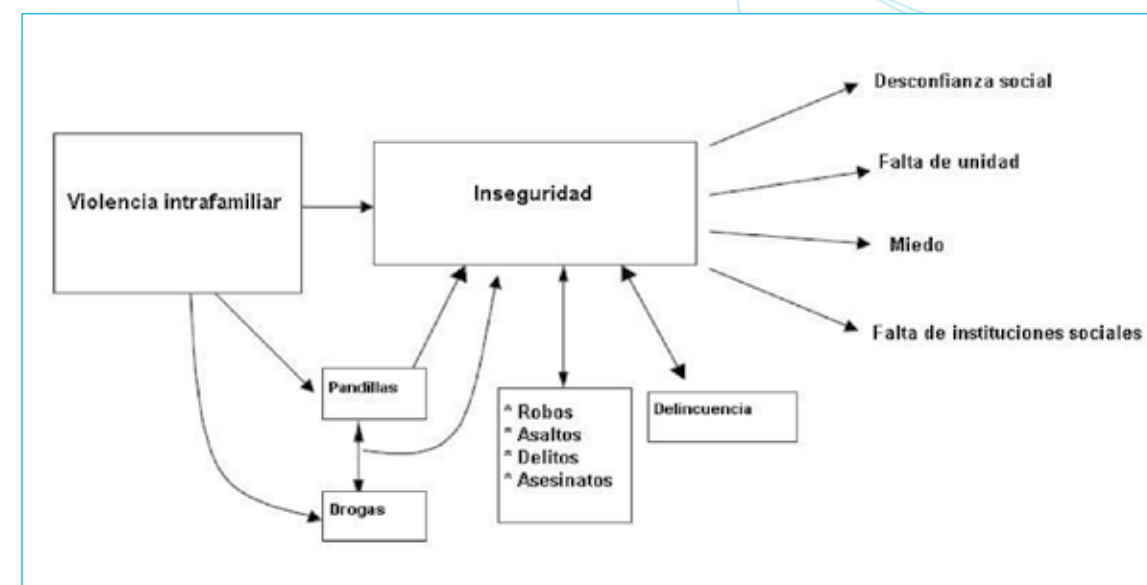 Desconfianza social
Falta de unidad
Violencia intrafamiliar
Inseguridad
Miedo
Falta de instituciones sociales
Pandillas
* Robos
* Asaltos
* Delitos
* Asesinatos
Delincuencia
Drogas